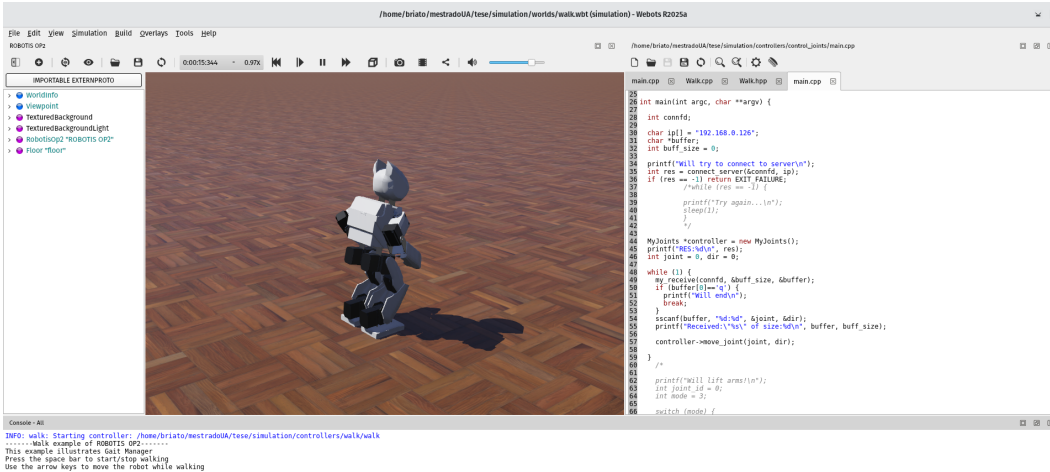 /home/briato/mestradoUA/tese/simulation/worlds/walk.wbt (simulation) - Webots R2025a
File Edit View Simulation Build Overlays Tools Help
ROBOTIS OP2
/home/briato/mestradoUA/tese/simulation/controllers/control_joints/main.cpp
0:00:15:344 - 0.97X
IMPORTABLE EXTERNPROTO
main.cpp Walk.cpp Walk.hpp main.cpp
> WorldInfo
> Viewpoint
> TexturedBackground
> TexturedBackgroundLight
> RobotisOp2 "ROBOTIS OP2"
> Floor "floor"
25
26 int main(int argc, char **argv) {
27
28 int connfd;
29
30 char ip[] = "192.168.0.126";
31 char *buffer;
32 int buff_size = 0;
33
34 printf("Will try to connect to server\n");
35 int res = connect_server(&connfd, ip);
36 if (res == -1) return EXIT_FAILURE;
37 /*while (res == -1) {
38
39 printf("Try again...\n");
40 sleep(1);
41 }
42 */
43
44 MyJoints *controller = new MyJoints();
45 printf("RES:%d\n", res);
46 int joint = 0, dir = 0;
47
48 while (1) {
49 my_receive(connfd, &buff_size, &buffer);
50 if (buffer[0]=='q') {
51 printf("Will end\n");
52 break;
53 }
54 sscanf(buffer, "%d:%d", &joint, &dir);
55 printf("Received:\"%s\" of size:%d\n", buffer, buff_size);
56
57 controller->move_joint(joint, dir);
58
59 }
60 /*
61
62 printf("Will lift arms!\n");
63 int joint_id = 0;
64 int mode = 3;
65
66 switch (mode) {
Console - All
INFO: walk: Starting controller: /home/briato/mestradoUA/tese/simulation/controllers/walk/walk
-------Walk example of ROBOTIS OP2-------
This example illustrates Gait Manager
Press the space bar to start/stop walking
Use the arrow keys to move the robot while walking